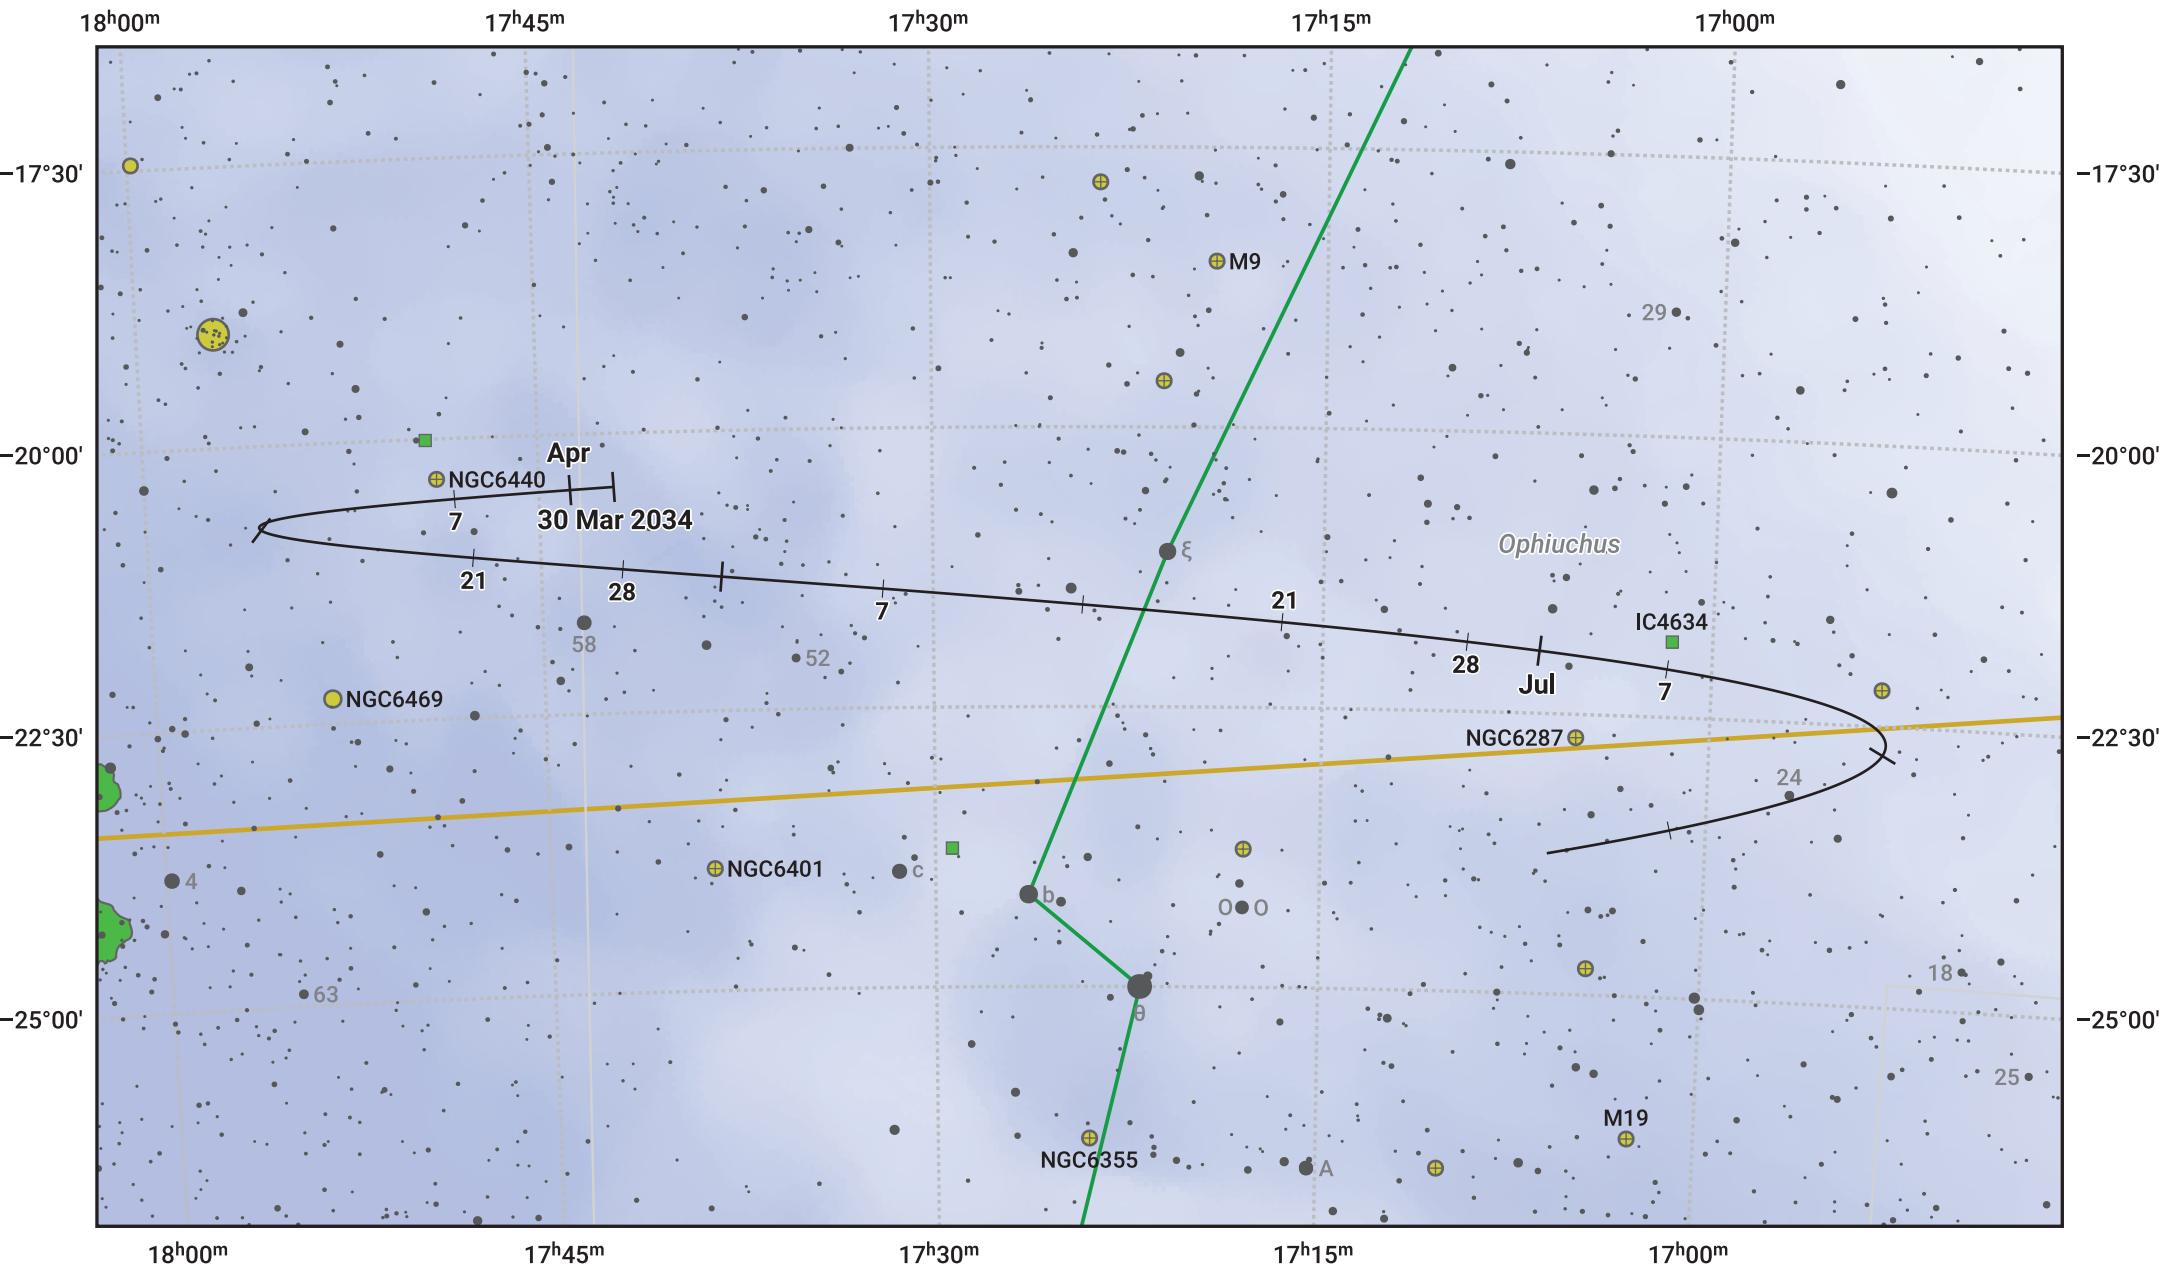 18ʰ00ᵐ 17ʰ45ᵐ 17ʰ30ᵐ 17ʰ15ᵐ 17ʰ00ᵐ
−17°30' −17°30'
M9
29
−20°00' Apr −20°00'
NGC6440
7 30 Mar 2034
Ophiuchus
ξ
21 28 7 21
IC4634
58 52 28 Jul 7
NGC6469
−22°30' NGC6287 −22°30'
24
NGC6401 c
4 b O O
18
63
θ
−25°00' −25°00'
25
M19
NGC6355 A
18ʰ00ᵐ 17ʰ45ᵐ 17ʰ30ᵐ 17ʰ15ᵐ 17ʰ00ᵐ